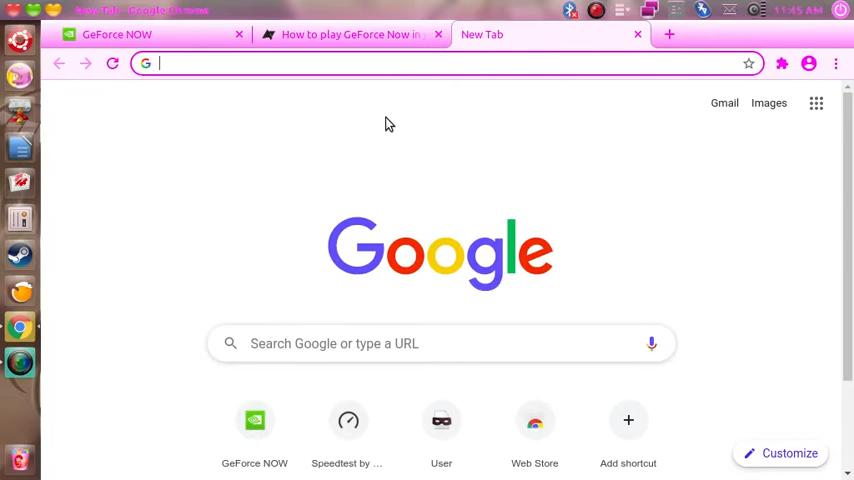 New Tab - Google Chrome
11:45 AM
GeForce NOW
How to play GeForce Now in y
New Tab
Gmail
Images
Google
Search Google or type a URL
GeForce NOW
Speedtest by ...
User
Web Store
Add shortcut
Customize